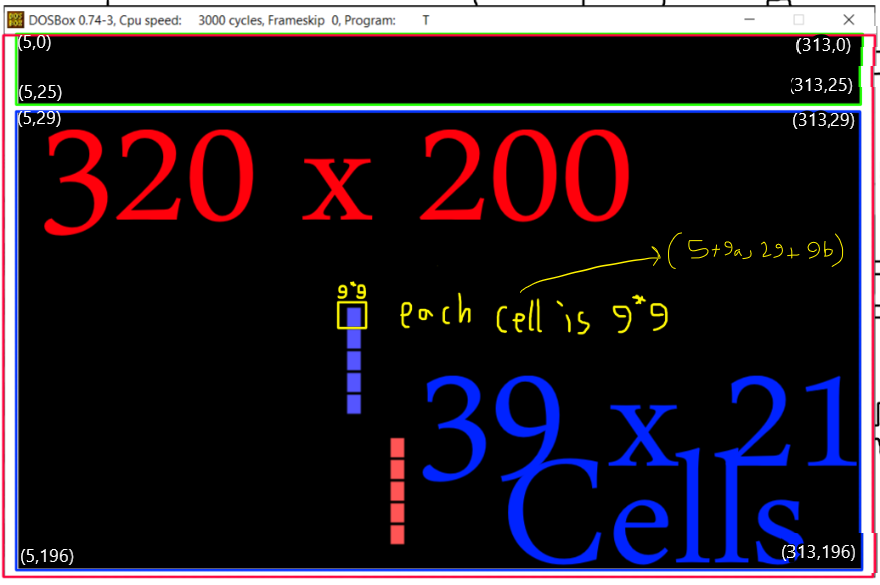 DOSBox 0.74-3, Cpu speed: 3000 cycles, Frameskip 0, Program: T
(5,0) (313,0)
(5,25) (313,25)
(5,29) (313,29)
320 x 200
(5+9a, 29+9b)
9*9
each cell is 9*9
39 x 21
Cells
(5,196) (313,196)